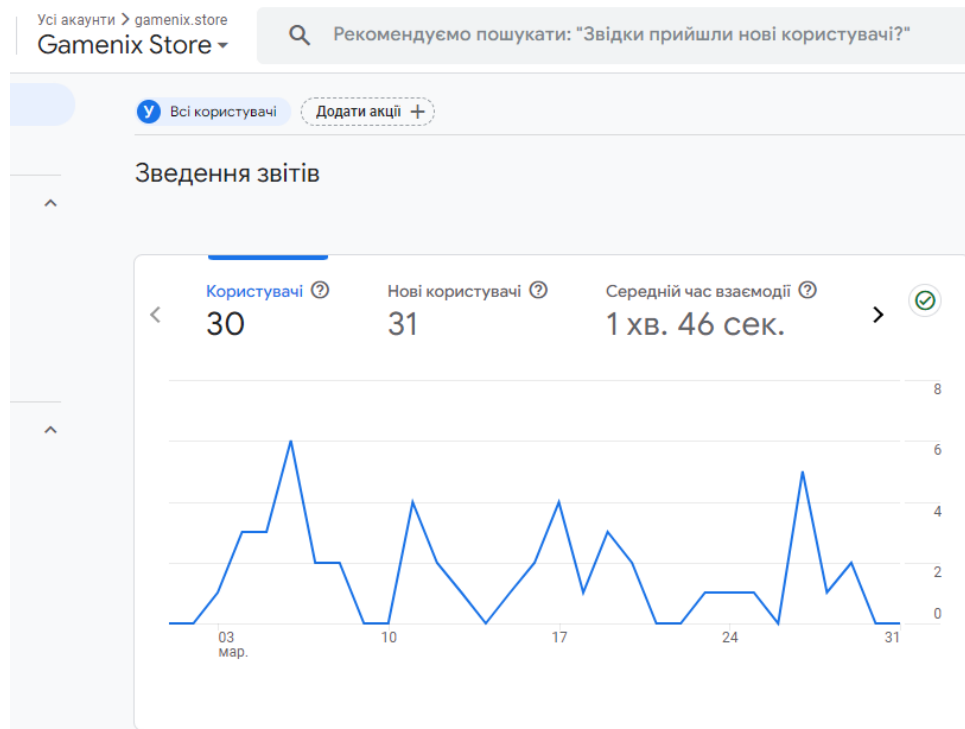 Усі акаунти > gamenix.store
Gamenix Store
Рекомендуємо пошукати: "Звідки прийшли нові користувачі?"
У Всі користувачі Додати акції +
Зведення звітів
Користувачі Нові користувачі Середній час взаємодії
30 31 1 хв. 46 сек.
8
6
4
2
0
03 10 17 24 31
мар.